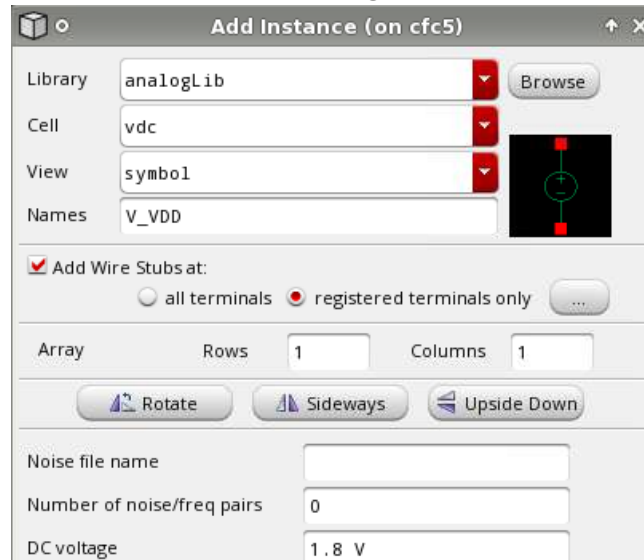 Add Instance (on cfc5)
Library analogLib Browse
Cell vdc
View symbol
Names V_VDD
Add Wire Stubs at:
all terminals registered terminals only ...
Array Rows 1 Columns 1
Rotate Sideways Upside Down
Noise file name
Number of noise/freq pairs 0
DC voltage 1.8 V